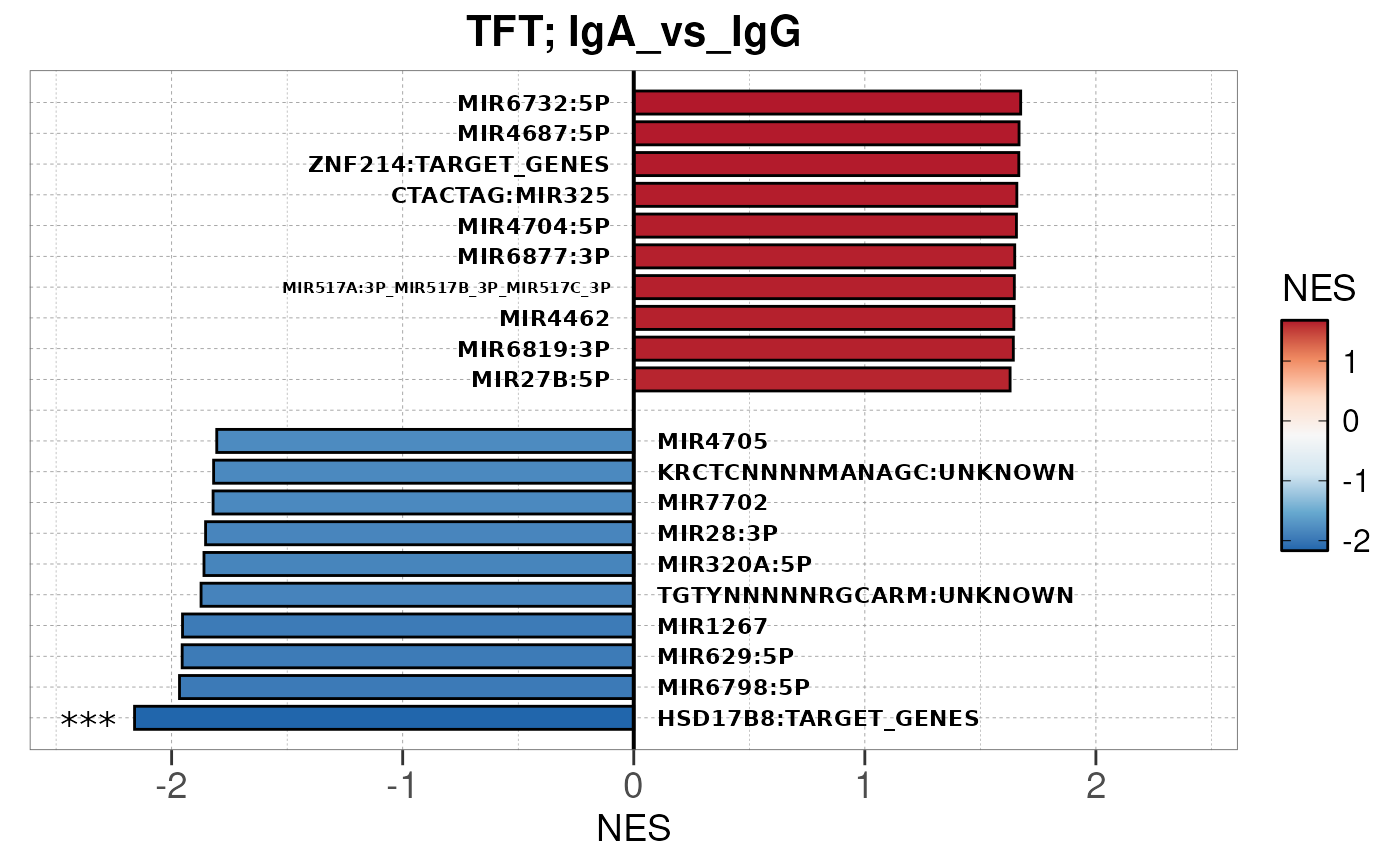 TFT; IgA_vs_IgG
MIR6732:5P
MIR4687:5P
ZNF214:TARGET_GENES
CTACTAG:MIR325
MIR4704:5P
MIR6877:3P
MIR517A:3P_MIR517B_3P_MIR517C_3P
MIR4462
MIR6819:3P
MIR27B:5P
MIR4705
KRCTCNNNNMANAGC:UNKNOWN
MIR7702
MIR28:3P
MIR320A:5P
TGTYNNNNNRGCARM:UNKNOWN
MIR1267
MIR629:5P
MIR6798:5P
*** HSD17B8:TARGET_GENES
-2 -1 0 1 2
NES
NES
1
0
-1
-2